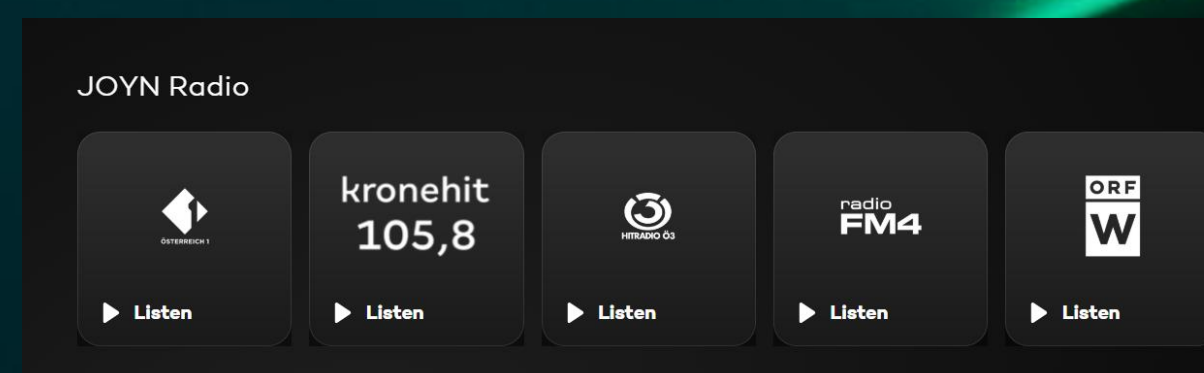 JOYN Radio
ÖSTERREICH 1
Listen
kronehit
105,8
Listen
HITRADIO Ö3
Listen
radio
FM4
Listen
ORF
W
Listen